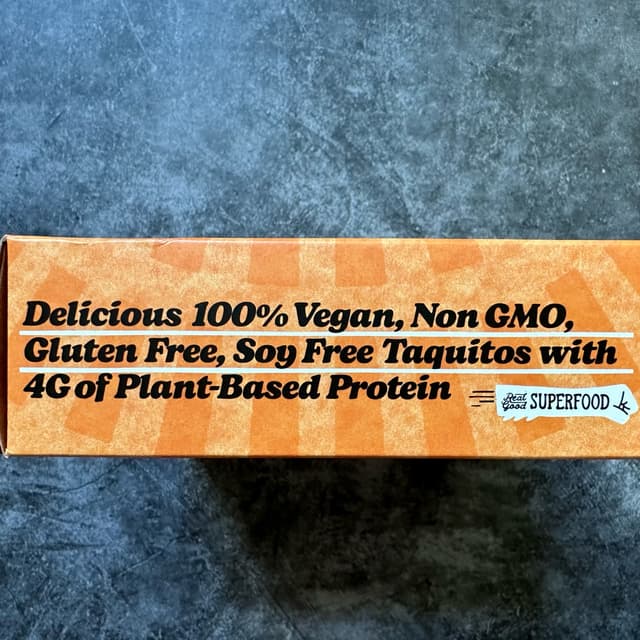 Delicious 100% Vegan, Non GMO,
Gluten Free, Soy Free Taquitos with
4G of Plant-Based Protein
Real Good SUPERFOOD